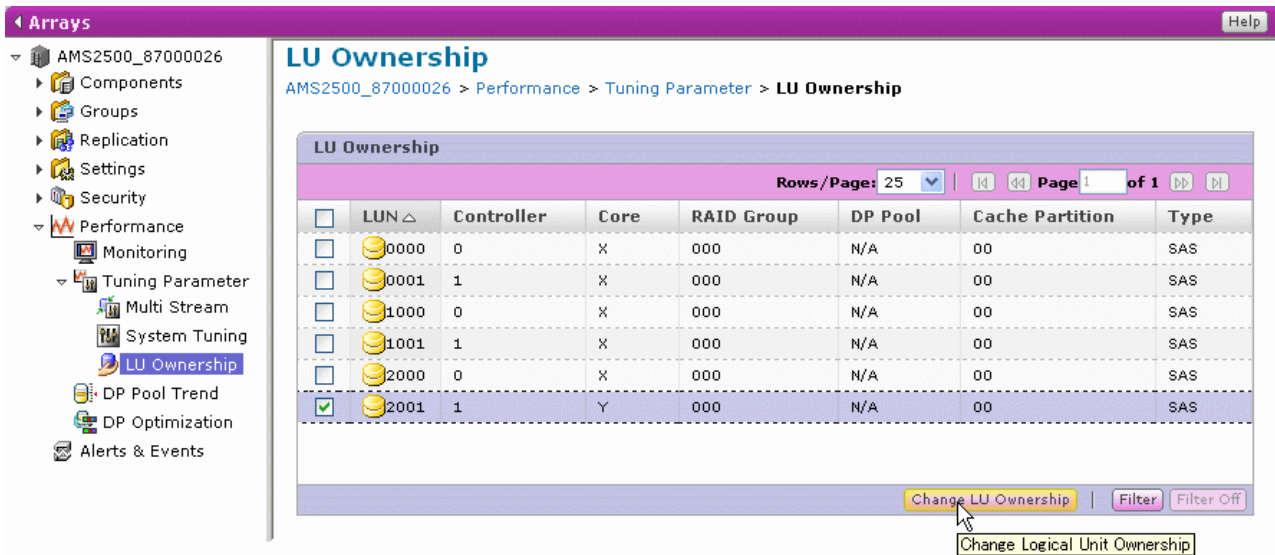 Arrays
Help
AMS2500_87000026
Components
Groups
Replication
Settings
Security
Performance
Monitoring
Tuning Parameter
Multi Stream
System Tuning
LU Ownership
DP Pool Trend
DP Optimization
Alerts & Events
LU Ownership
AMS2500_87000026 > Performance > Tuning Parameter > LU Ownership
LU Ownership
Rows/Page: 25 | Page 1 of 1
LUN Controller Core RAID Group DP Pool Cache Partition Type
0000 0 X 000 N/A 00 SAS
0001 1 X 000 N/A 00 SAS
1000 0 X 000 N/A 00 SAS
1001 1 X 000 N/A 00 SAS
2000 0 X 000 N/A 00 SAS
2001 1 Y 000 N/A 00 SAS
Change LU Ownership | Filter Filter Off
Change Logical Unit Ownership